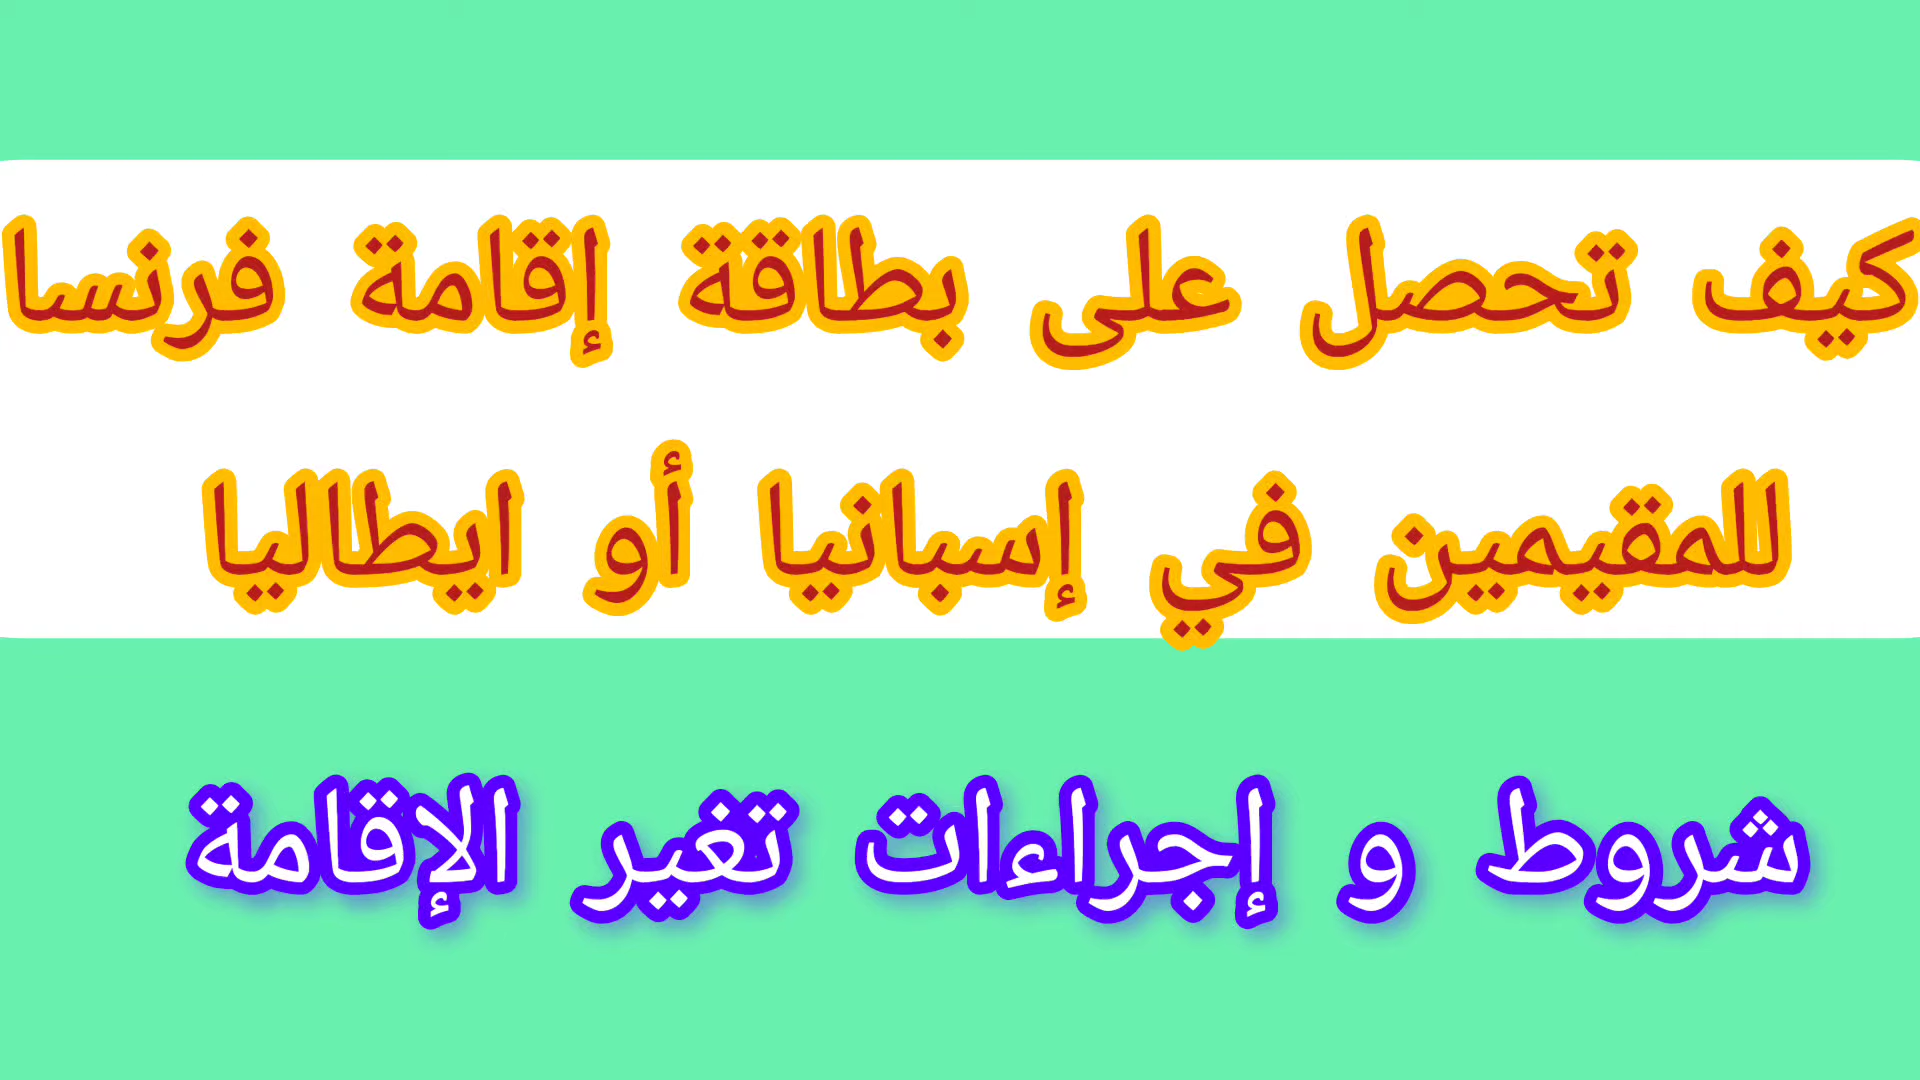 كيف تحصل على بطاقة إقامة فرنسا
للمقيمين في إسبانيا أو ايطاليا
شروط و إجراءات تغير الإقامة